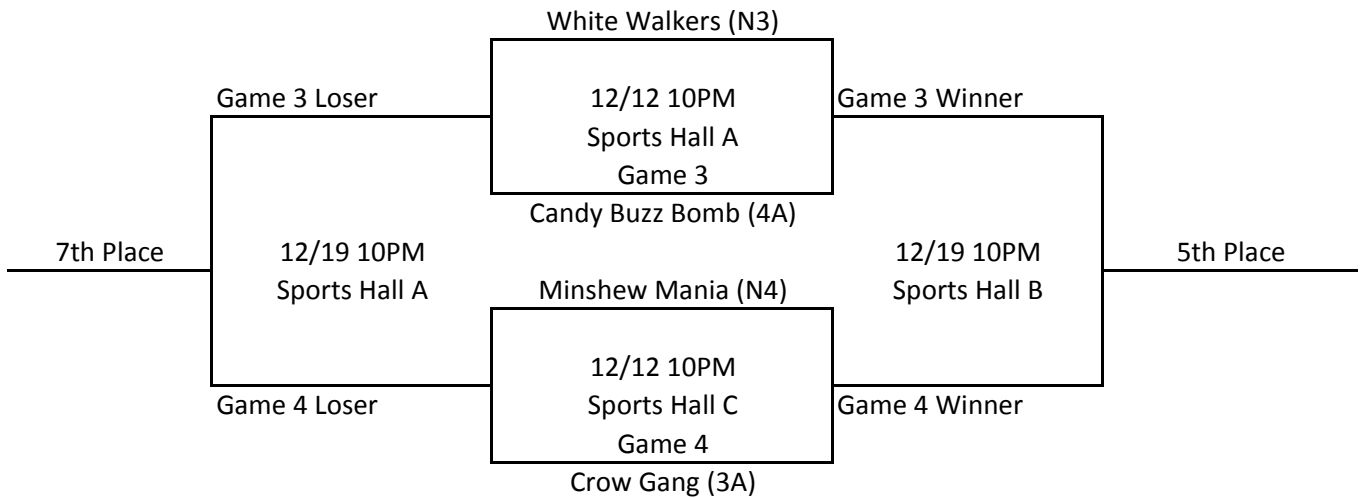 White Walkers (N3)
Game 3 Loser
12/12 10PM
Game 3 Winner
Sports Hall A
Game 3
Candy Buzz Bomb (4A)
7th Place
12/19 10PM
12/19 10PM
5th Place
Sports Hall A
Minshew Mania (N4)
Sports Hall B
12/12 10PM
Game 4 Loser
Sports Hall C
Game 4 Winner
Game 4
Crow Gang (3A)